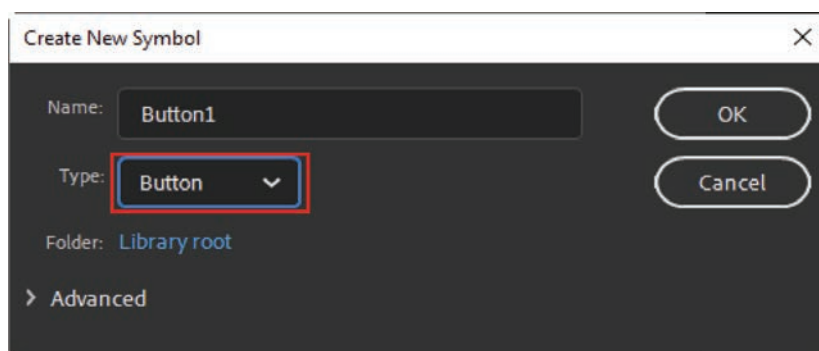 Create New Symbol
Name: Button1
OK
Type: Button
Cancel
Folder: Library root
Advanced